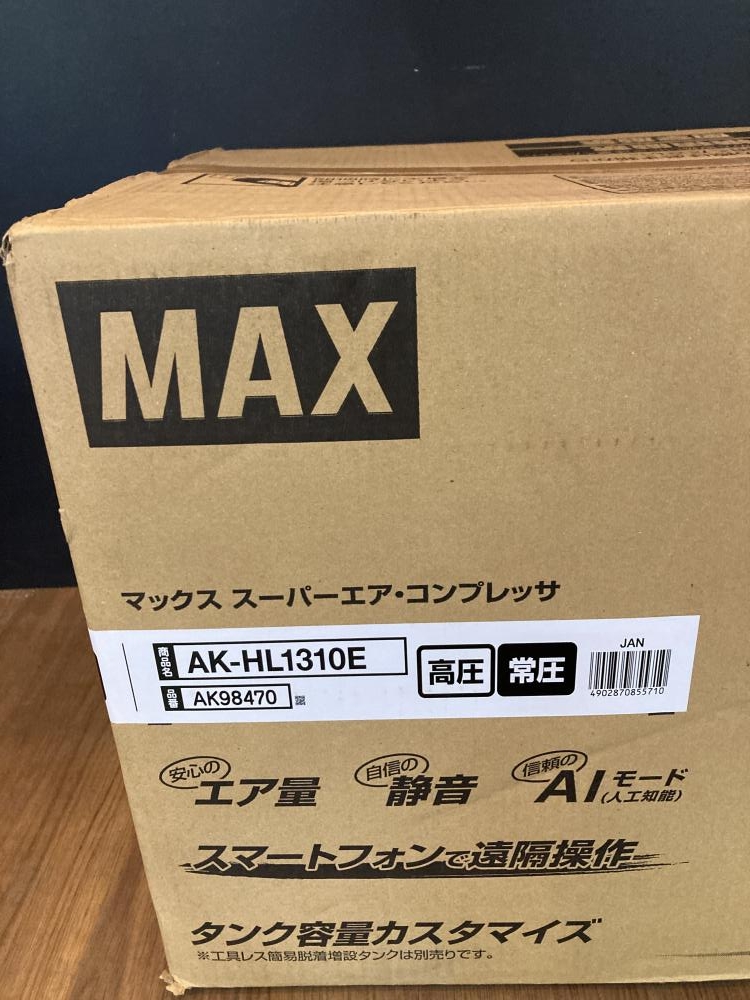 MAX
マックス スーパーエア・コンプレッサ
商品名 AK-HL1310E
高圧 常圧
JAN
品番 AK98470
4902870855710
安心の エア量 自信の 静音 信頼の AIモード
(人工知能)
スマートフォンで遠隔操作
タンク容量カスタマイズ
※工具レス簡易脱着増設タンクは別売りです。